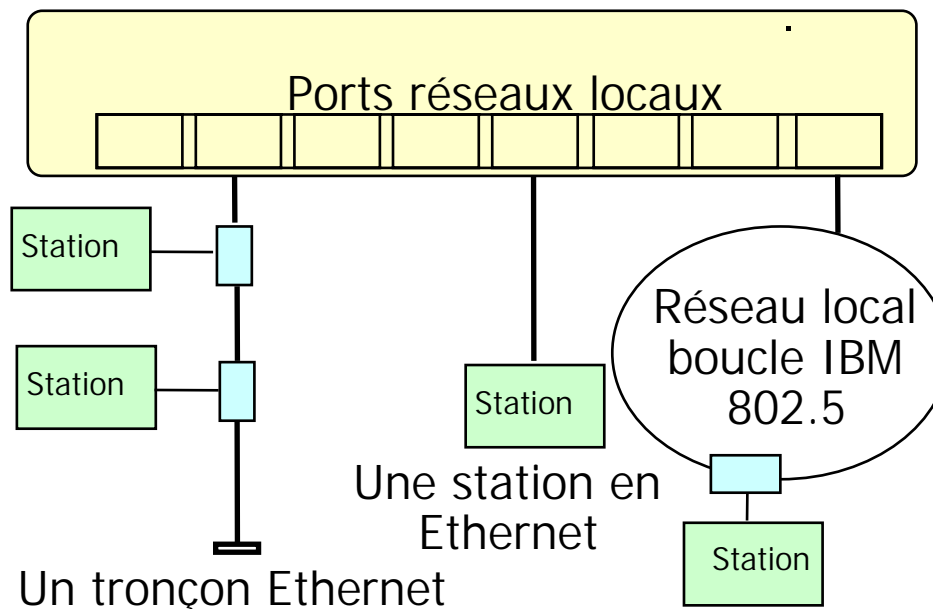 Ports réseaux locaux
Station
Station
Station
Réseau local
boucle IBM
802.5
Une station en
Ethernet
Station
Un tronçon Ethernet